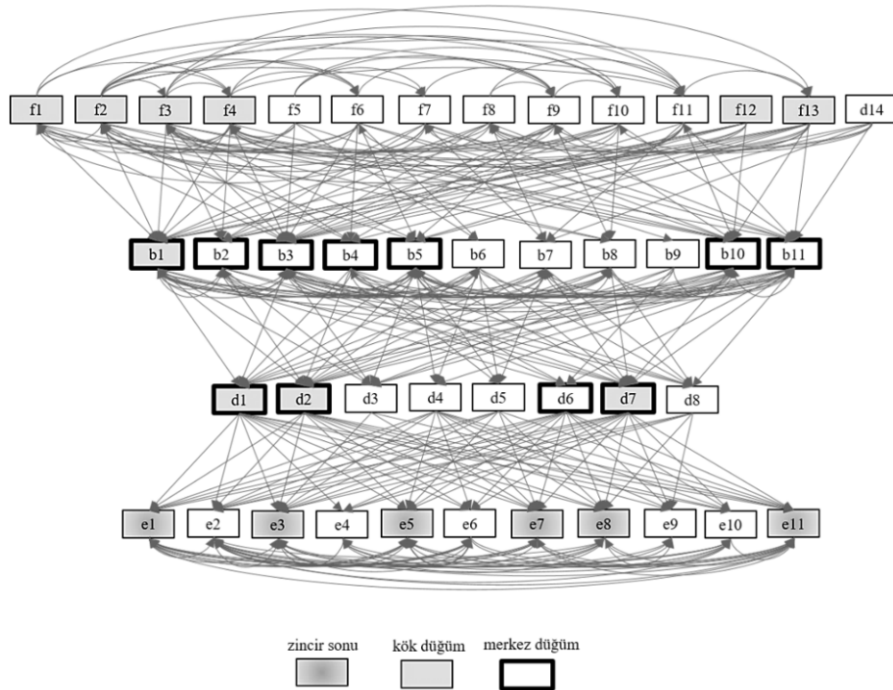 f1 f2 f3 f4 f5 f6 f7 f8 f9 f10 f11 f12 f13 d14
b1 b2 b3 b4 b5 b6 b7 b8 b9 b10 b11
d1 d2 d3 d4 d5 d6 d7 d8
e1 e2 e3 e4 e5 e6 e7 e8 e9 e10 e11
zincir sonu kök düğüm merkez düğüm